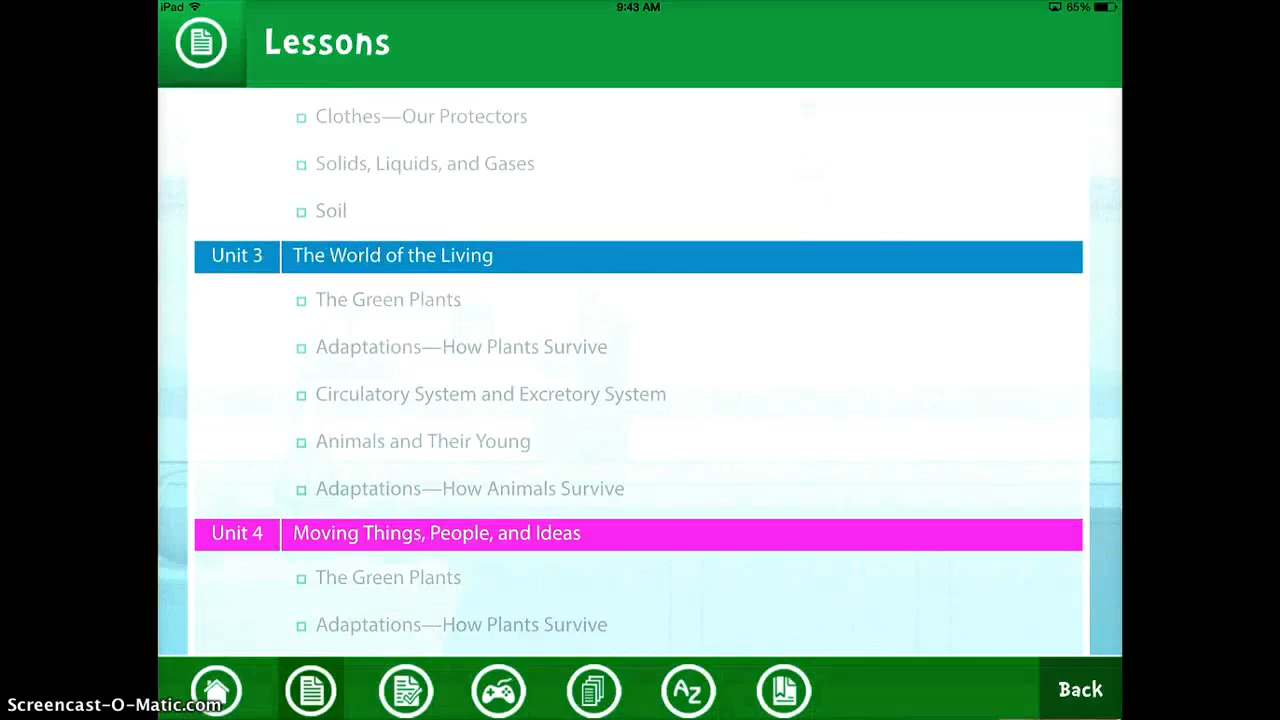 iPad 9:43 AM 65%
Lessons
Clothes—Our Protectors
Solids, Liquids, and Gases
Soil
Unit 3 The World of the Living
The Green Plants
Adaptations—How Plants Survive
Circulatory System and Excretory System
Animals and Their Young
Adaptations—How Animals Survive
Unit 4 Moving Things, People, and Ideas
The Green Plants
Adaptations—How Plants Survive
AZ
Back
Screencast-O-Matic.com